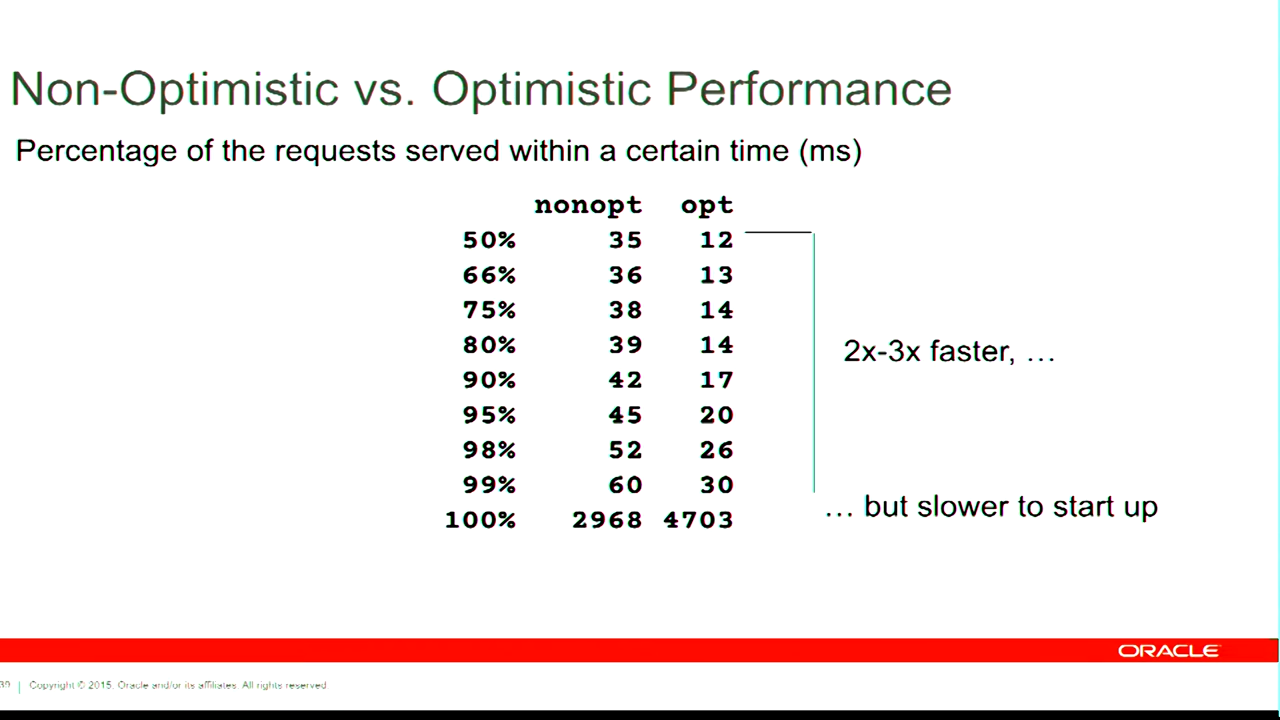 Non-Optimistic vs. Optimistic Performance
Percentage of the requests served within a certain time (ms)
nonopt opt
50% 35 12
66% 36 13
75% 38 14
80% 39 14
90% 42 17
95% 45 20
98% 52 26
99% 60 30
100% 2968 4703
2x-3x faster, …
… but slower to start up
ORACLE
39 | Copyright © 2015, Oracle and/or its affiliates. All rights reserved.